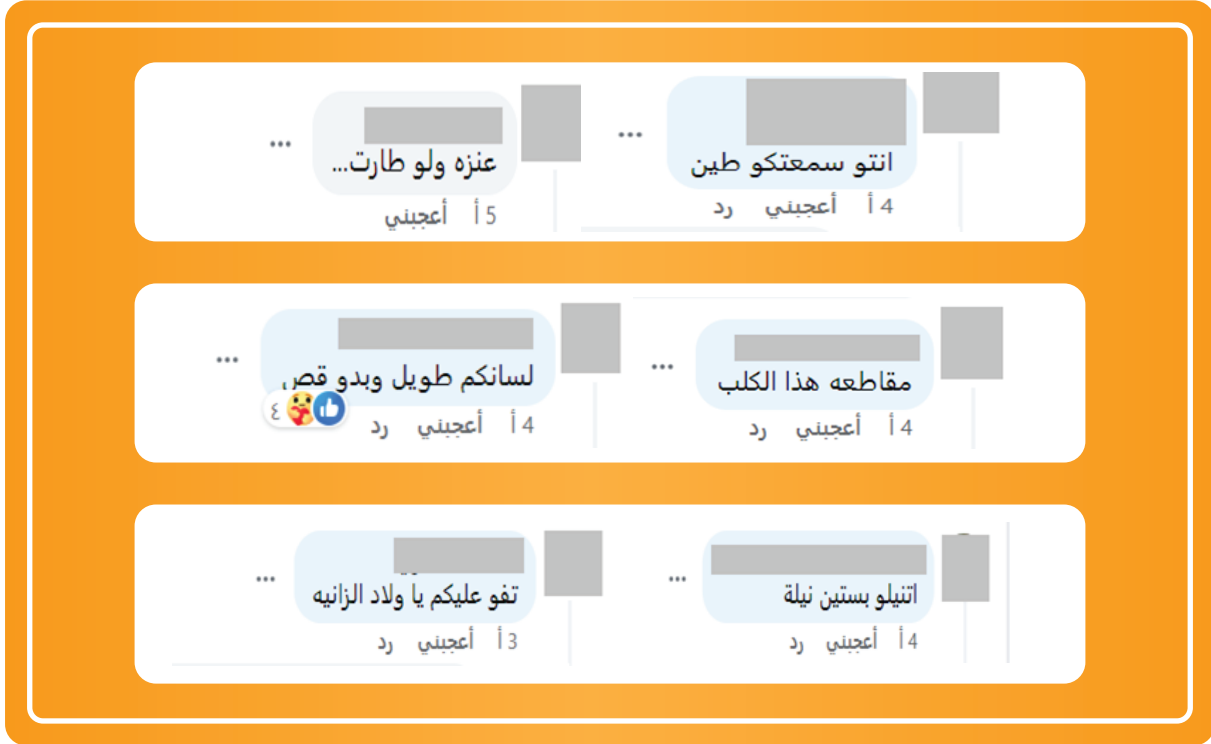 انتو سمعتكو طين
4 أ أعجبني رد
عنزه ولو طارت...
5 أ أعجبني
مقاطعه هذا الكلب
4 أ أعجبني رد
لسانكم طويل وبدو قص
4 أ أعجبني رد ٤
اتنيلو بستين نيلة
4 أ أعجبني رد
تفو عليكم يا ولاد الزانيه
3 أ أعجبني رد